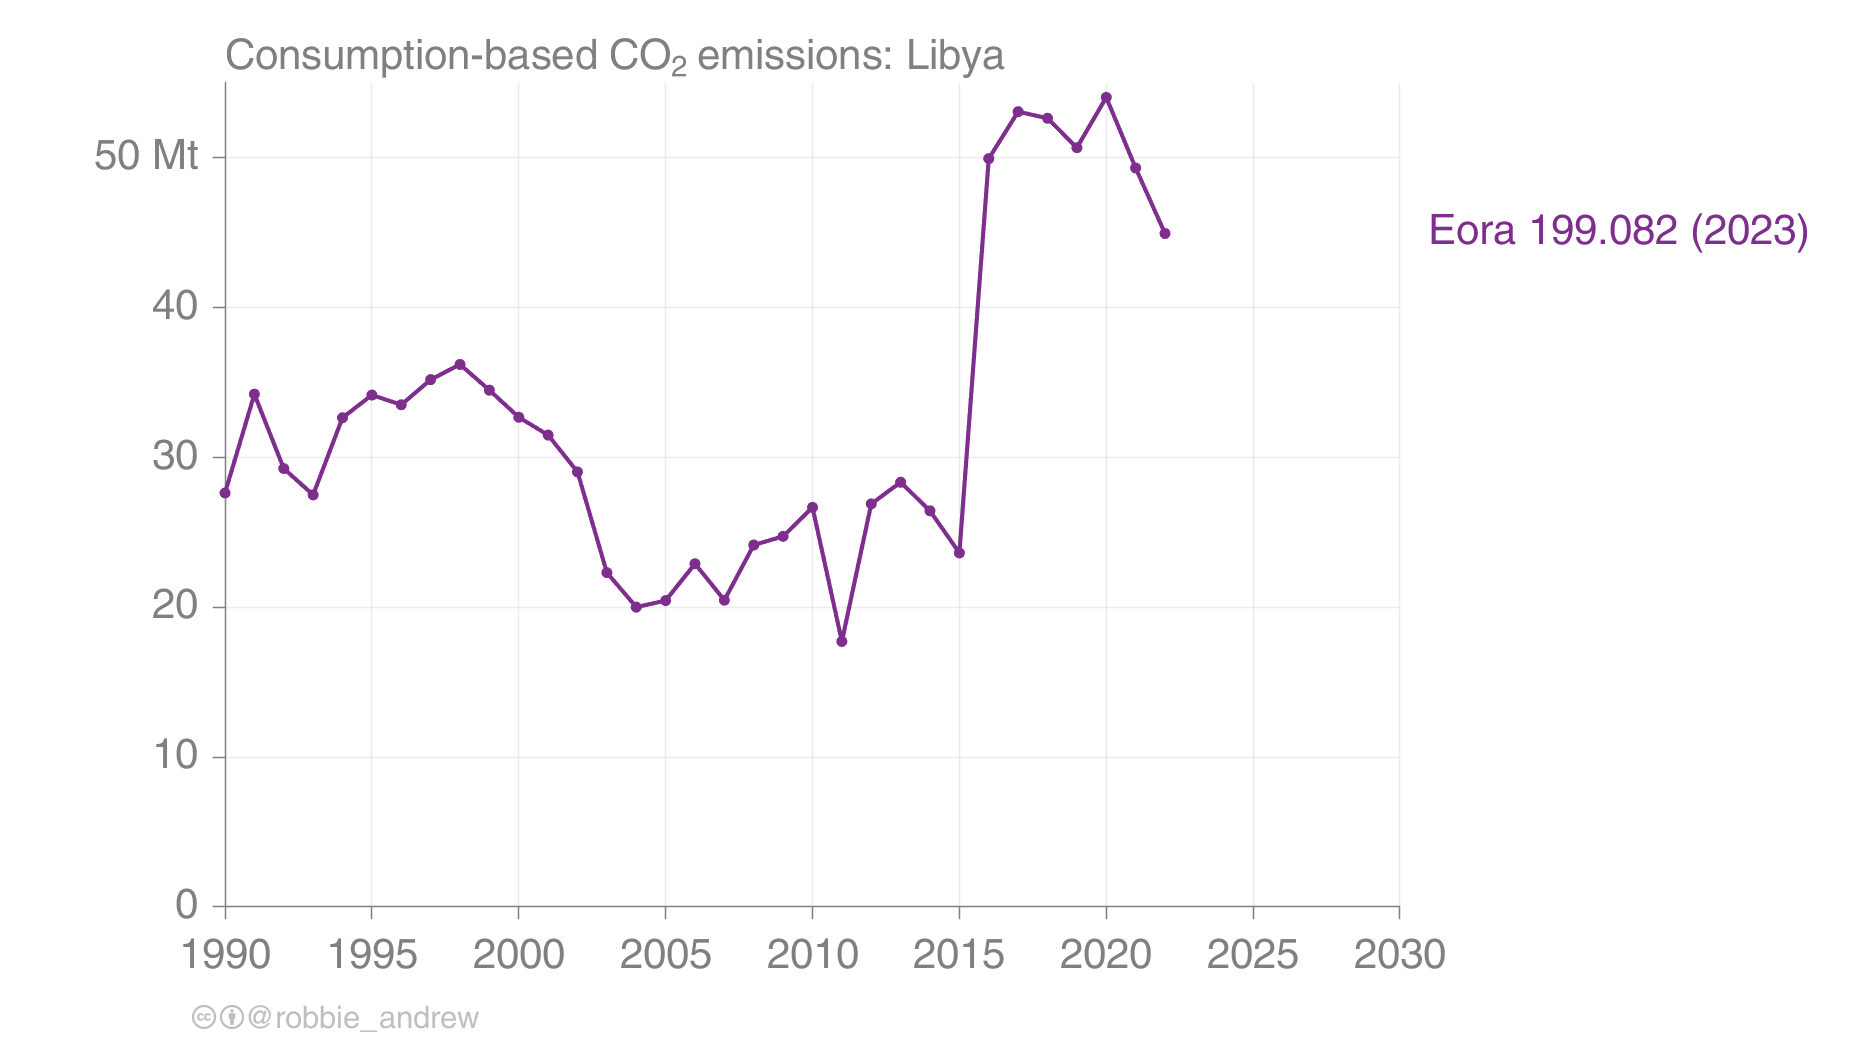 Consumption-based CO₂ emissions: Libya
50 Mt
40
30
20
10
0
1990 1995 2000 2005 2010 2015 2020 2025 2030
Eora 199.082 (2023)
cc @robbie_andrew